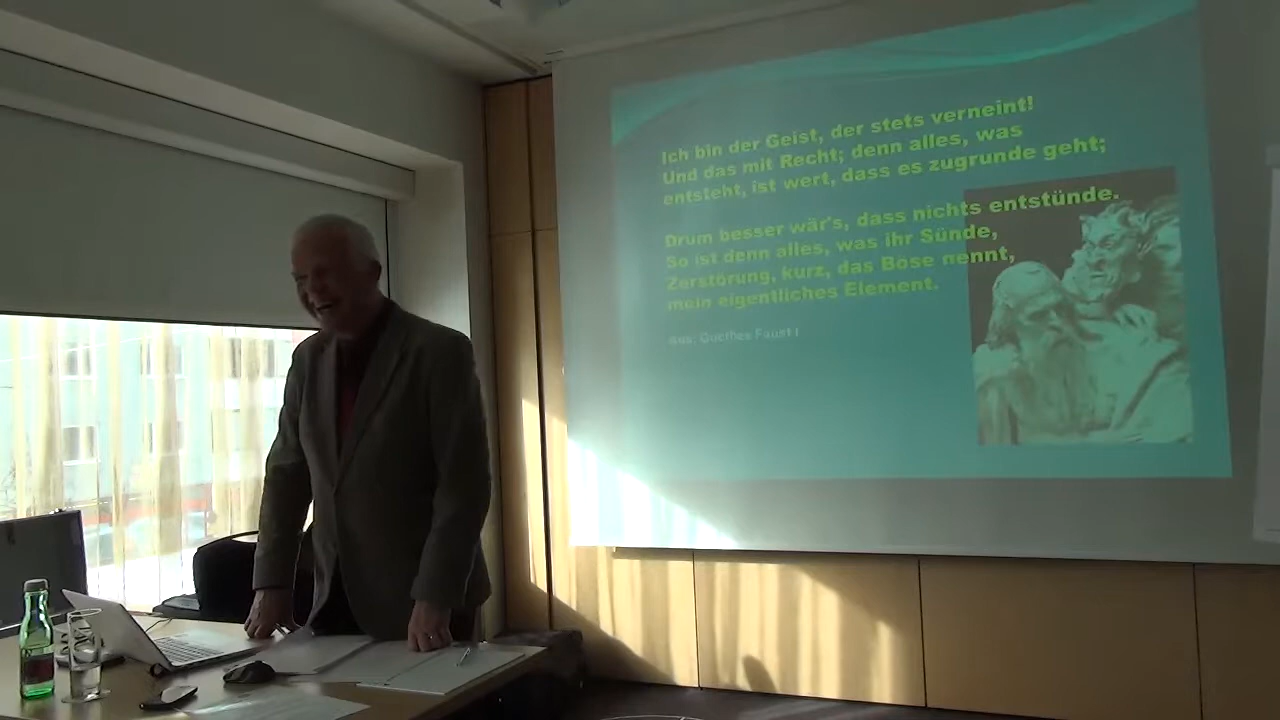 Ich bin der Geist, der stets verneint!
Und das mit Recht; denn alles, was
entsteht, ist wert, dass es zugrunde geht;
Drum besser wär's, dass nichts entstünde.
So ist denn alles, was ihr Sünde,
Zerstörung, kurz, das Böse nennt,
mein eigentliches Element.
Aus: Goethes Faust I